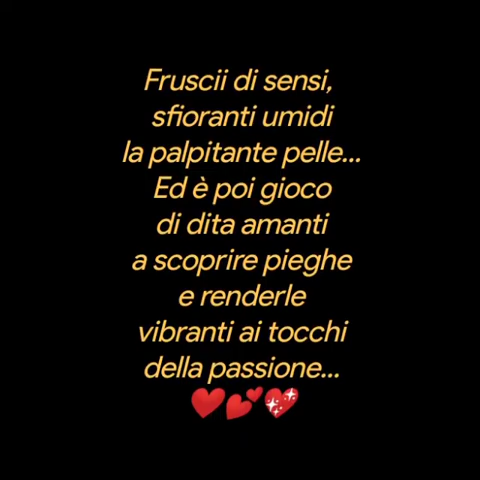 Fruscii di sensi,
sfioranti umidi
la palpitante pelle...
Ed è poi gioco
di dita amanti
a scoprire pieghe
e renderle
vibranti ai tocchi
della passione...
❤️💕💖